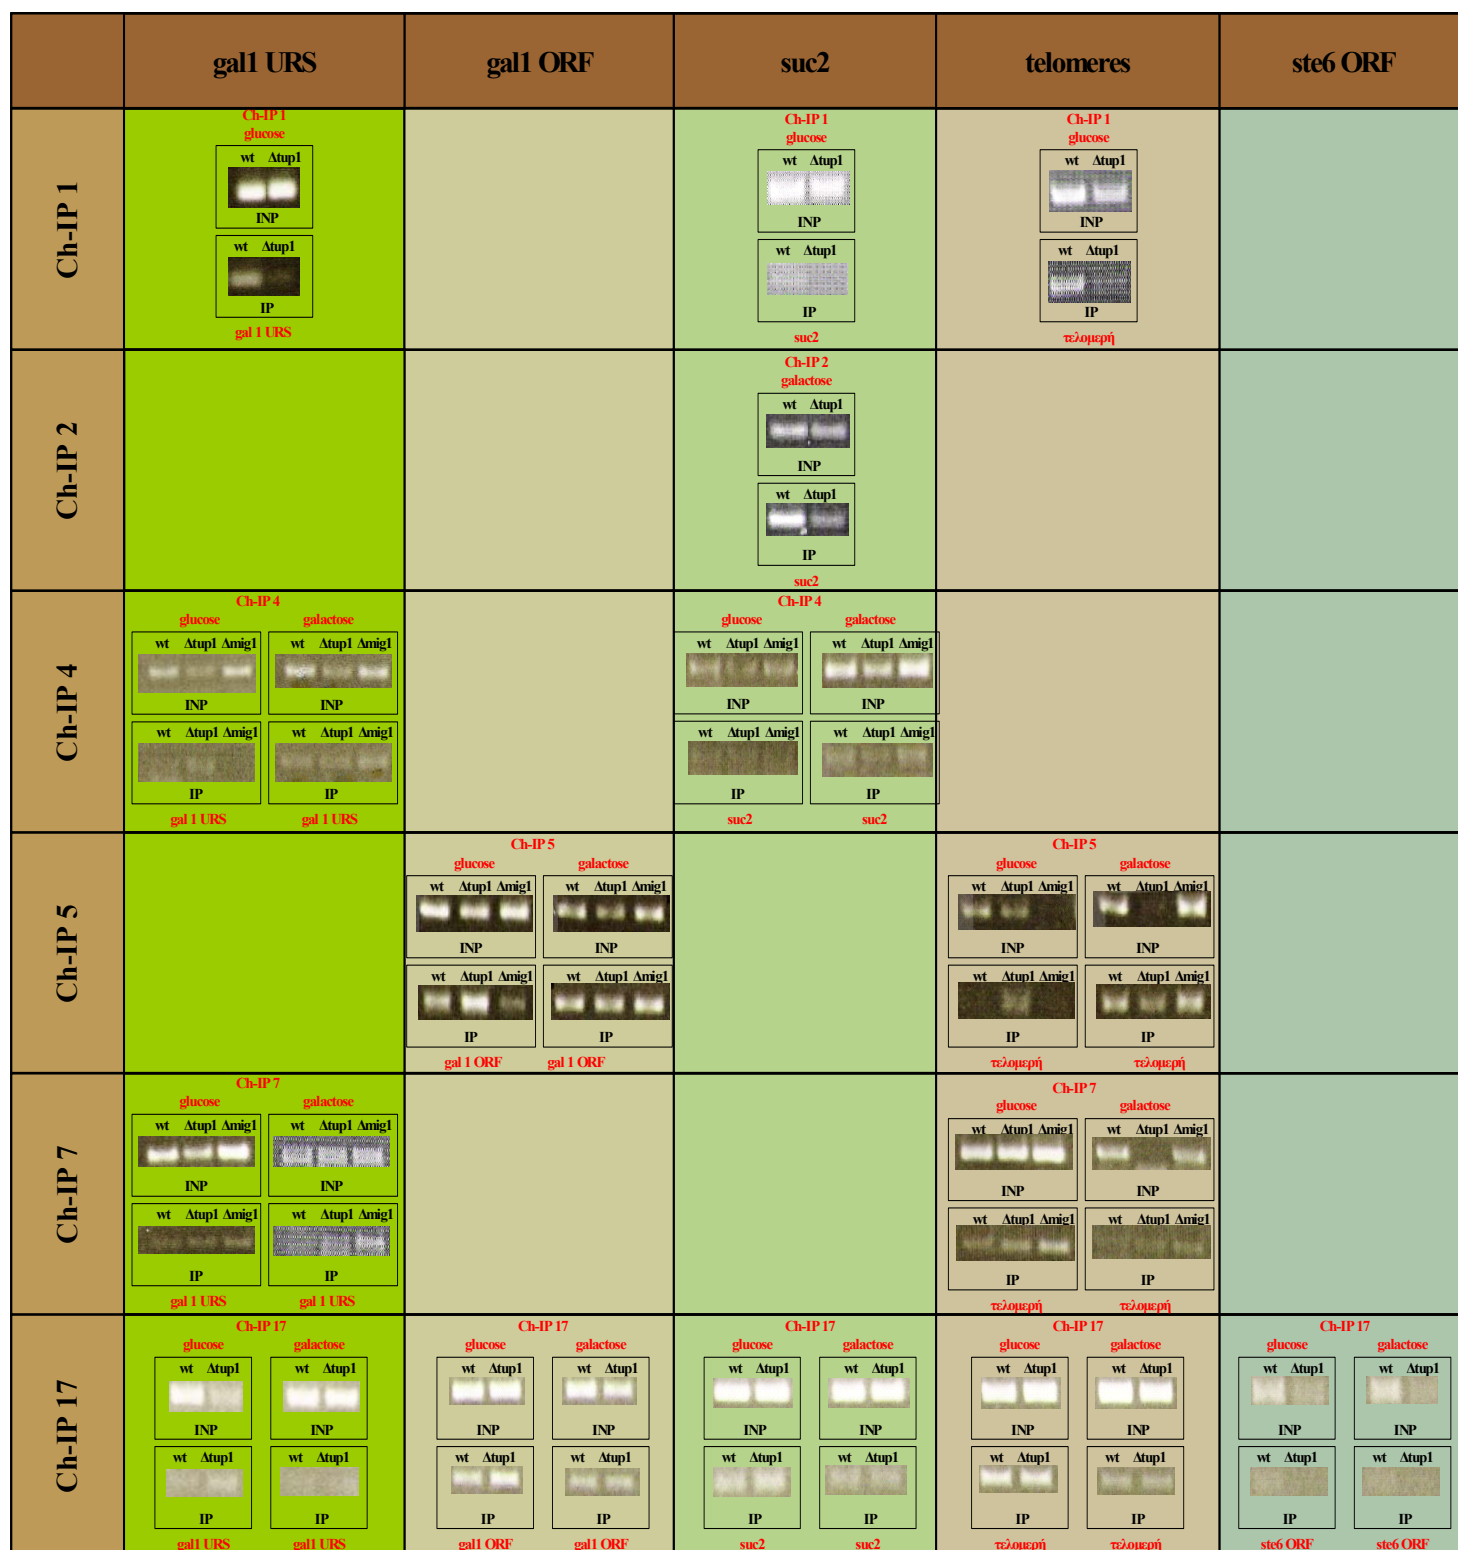 gal1 URS gal1 ORF suc2 telomeres ste6 ORF
Ch-IP 1
Ch-IP 1
glucose
wt Δtup1
INP
wt Δtup1
IP
gal 1 URS
Ch-IP 1
glucose
wt Δtup1
INP
wt Δtup1
IP
suc2
Ch-IP 1
glucose
wt Δtup1
INP
wt Δtup1
IP
τελομερή
Ch-IP 2
Ch-IP 2
galactose
wt Δtup1
INP
wt Δtup1
IP
suc2
Ch-IP 4
Ch-IP 4
glucose galactose
wt Δtup1 Δmig1 wt Δtup1 Δmig1
INP INP
wt Δtup1 Δmig1 wt Δtup1 Δmig1
IP IP
gal 1 URS gal 1 URS
Ch-IP 4
glucose galactose
wt Δtup1 Δmig1 wt Δtup1 Δmig1
INP INP
wt Δtup1 Δmig1 wt Δtup1 Δmig1
IP IP
suc2 suc2
Ch-IP 5
Ch-IP 5
glucose galactose
wt Δtup1 Δmig1 wt Δtup1 Δmig1
INP INP
wt Δtup1 Δmig1 wt Δtup1 Δmig1
IP IP
gal 1 ORF gal 1 ORF
Ch-IP 5
glucose galactose
wt Δtup1 Δmig1 wt Δtup1 Δmig1
INP INP
wt Δtup1 Δmig1 wt Δtup1 Δmig1
IP IP
τελομερή τελομερή
Ch-IP 7
Ch-IP 7
glucose galactose
wt Δtup1 Δmig1 wt Δtup1 Δmig1
INP INP
wt Δtup1 Δmig1 wt Δtup1 Δmig1
IP IP
gal 1 URS gal 1 URS
Ch-IP 7
glucose galactose
wt Δtup1 Δmig1 wt Δtup1 Δmig1
INP INP
wt Δtup1 Δmig1 wt Δtup1 Δmig1
IP IP
τελομερή τελομερή
Ch-IP 17
Ch-IP 17
glucose galactose
wt Δtup1 wt Δtup1
INP INP
wt Δtup1 wt Δtup1
IP IP
gal1 URS gal1 URS
Ch-IP 17
glucose galactose
wt Δtup1 wt Δtup1
INP INP
wt Δtup1 wt Δtup1
IP IP
gal1 ORF gal1 ORF
Ch-IP 17
glucose galactose
wt Δtup1 wt Δtup1
INP INP
wt Δtup1 wt Δtup1
IP IP
suc2 suc2
Ch-IP 17
glucose galactose
wt Δtup1 wt Δtup1
INP INP
wt Δtup1 wt Δtup1
IP IP
τελομερή τελομερή
Ch-IP 17
glucose galactose
wt Δtup1 wt Δtup1
INP INP
wt Δtup1 wt Δtup1
IP IP
ste6 ORF ste6 ORF